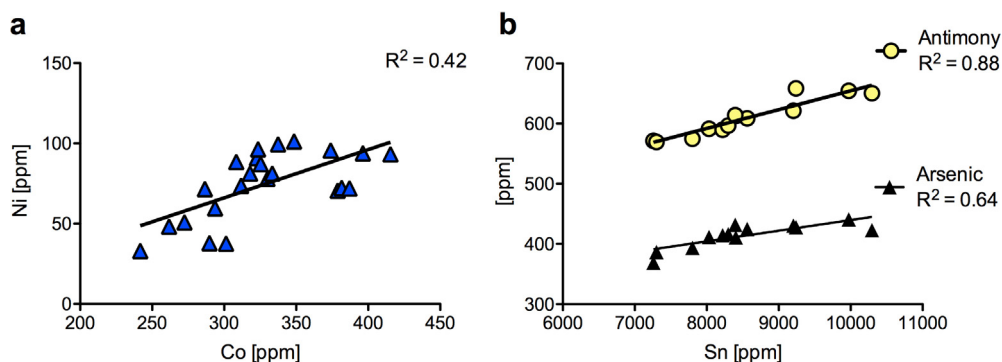 a
R² = 0.42
Ni [ppm]
150
100
50
0
200 250 300 350 400 450
Co [ppm]
b
Antimony
R² = 0.88
Arsenic
R² = 0.64
[ppm]
700
600
500
400
300
6000 7000 8000 9000 10000 11000
Sn [ppm]